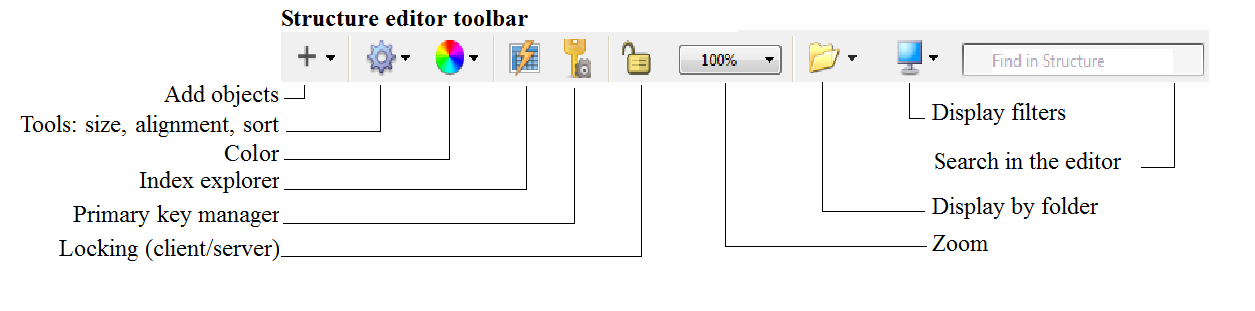 Structure editor toolbar
100%
Find in Structure
Add objects
Tools: size, alignment, sort
Color
Index explorer
Primary key manager
Locking (client/server)
Display filters
Search in the editor
Display by folder
Zoom